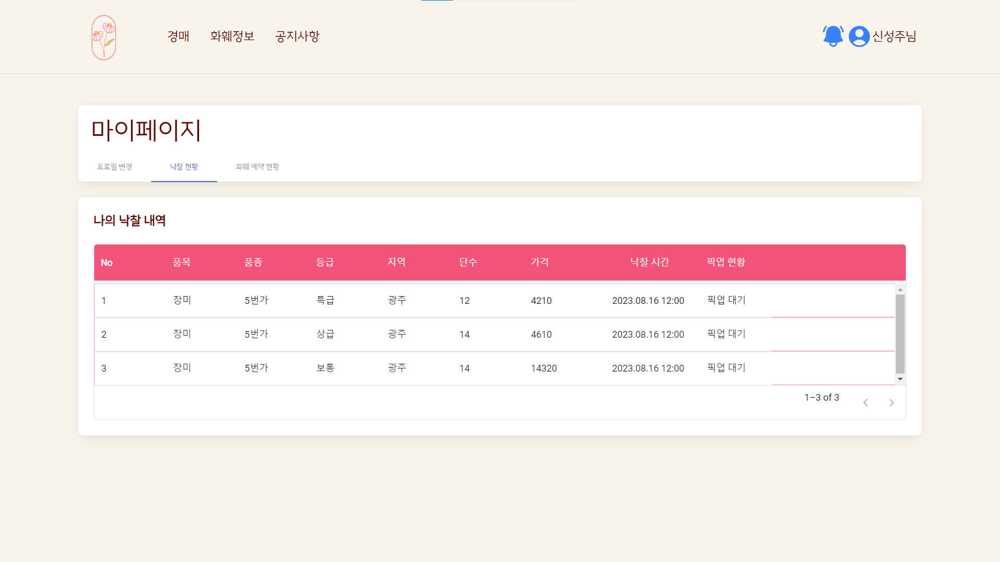 경매 화훼정보 공지사항 신성주님
마이페이지
프로필 변경 낙찰 현황 화훼 예약 현황
나의 낙찰 내역
No 품목 품종 등급 지역 단수 가격 낙찰 시간 픽업 현황
1 장미 5번가 특급 광주 12 4210 2023.08.16 12:00 픽업 대기
2 장미 5번가 상급 광주 14 4610 2023.08.16 12:00 픽업 대기
3 장미 5번가 보통 광주 14 14320 2023.08.16 12:00 픽업 대기
1–3 of 3